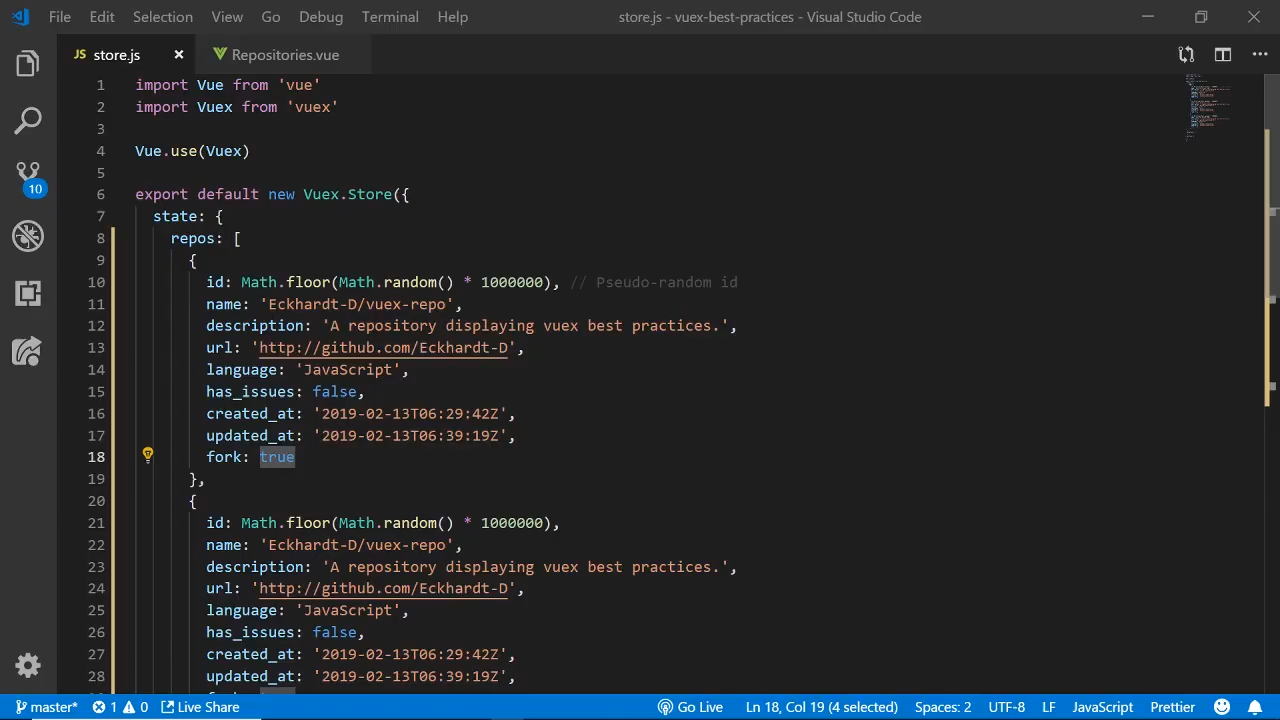 File Edit Selection View Go Debug Terminal Help store.js - vuex-best-practices - Visual Studio Code
JS store.js Repositories.vue
1 import Vue from 'vue'
2 import Vuex from 'vuex'
3
4 Vue.use(Vuex)
5
6 export default new Vuex.Store({
7 state: {
8 repos: [
9 {
10 id: Math.floor(Math.random() * 1000000), // Pseudo-random id
11 name: 'Eckhardt-D/vuex-repo',
12 description: 'A repository displaying vuex best practices.',
13 url: 'http://github.com/Eckhardt-D',
14 language: 'JavaScript',
15 has_issues: false,
16 created_at: '2019-02-13T06:29:42Z',
17 updated_at: '2019-02-13T06:39:19Z',
18 fork: true
19 },
20 {
21 id: Math.floor(Math.random() * 1000000),
22 name: 'Eckhardt-D/vuex-repo',
23 description: 'A repository displaying vuex best practices.',
24 url: 'http://github.com/Eckhardt-D',
25 language: 'JavaScript',
26 has_issues: false,
27 created_at: '2019-02-13T06:29:42Z',
28 updated_at: '2019-02-13T06:39:19Z',
10
master* 1 0 Live Share Go Live Ln 18, Col 19 (4 selected) Spaces: 2 UTF-8 LF JavaScript Prettier